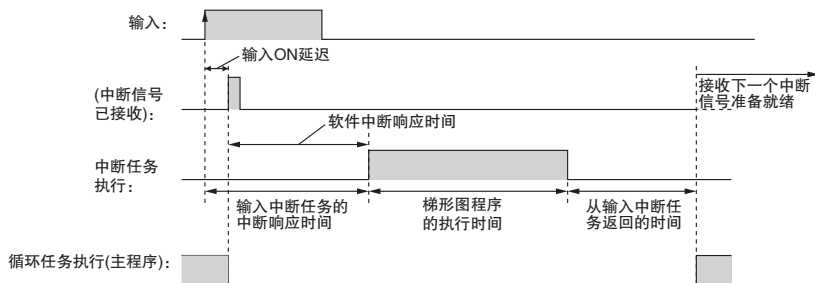 输入：
输入ON延迟
(中断信号
已接收)：
接收下一个中断
信号准备就绪
软件中断响应时间
中断任务
执行：
输入中断任务的
中断响应时间
梯形图程序
的执行时间
从输入中断任
务返回的时间
循环任务执行(主程序)：